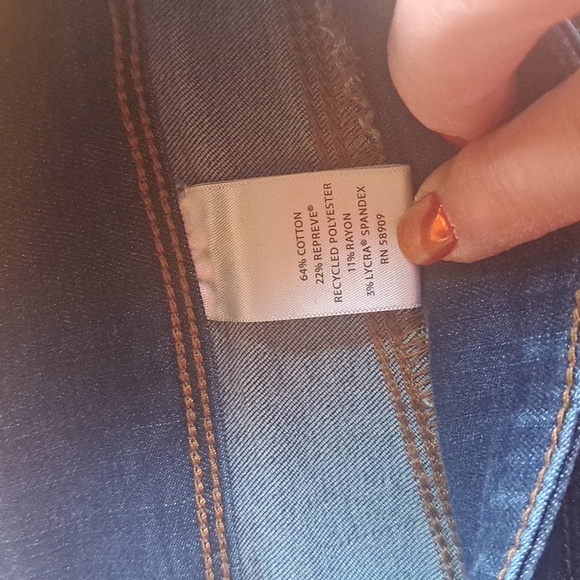 64% COTTON
22% REPREVE®
RECYCLED POLYESTER
11% RAYON
3% LYCRA® SPANDEX
RN 58909